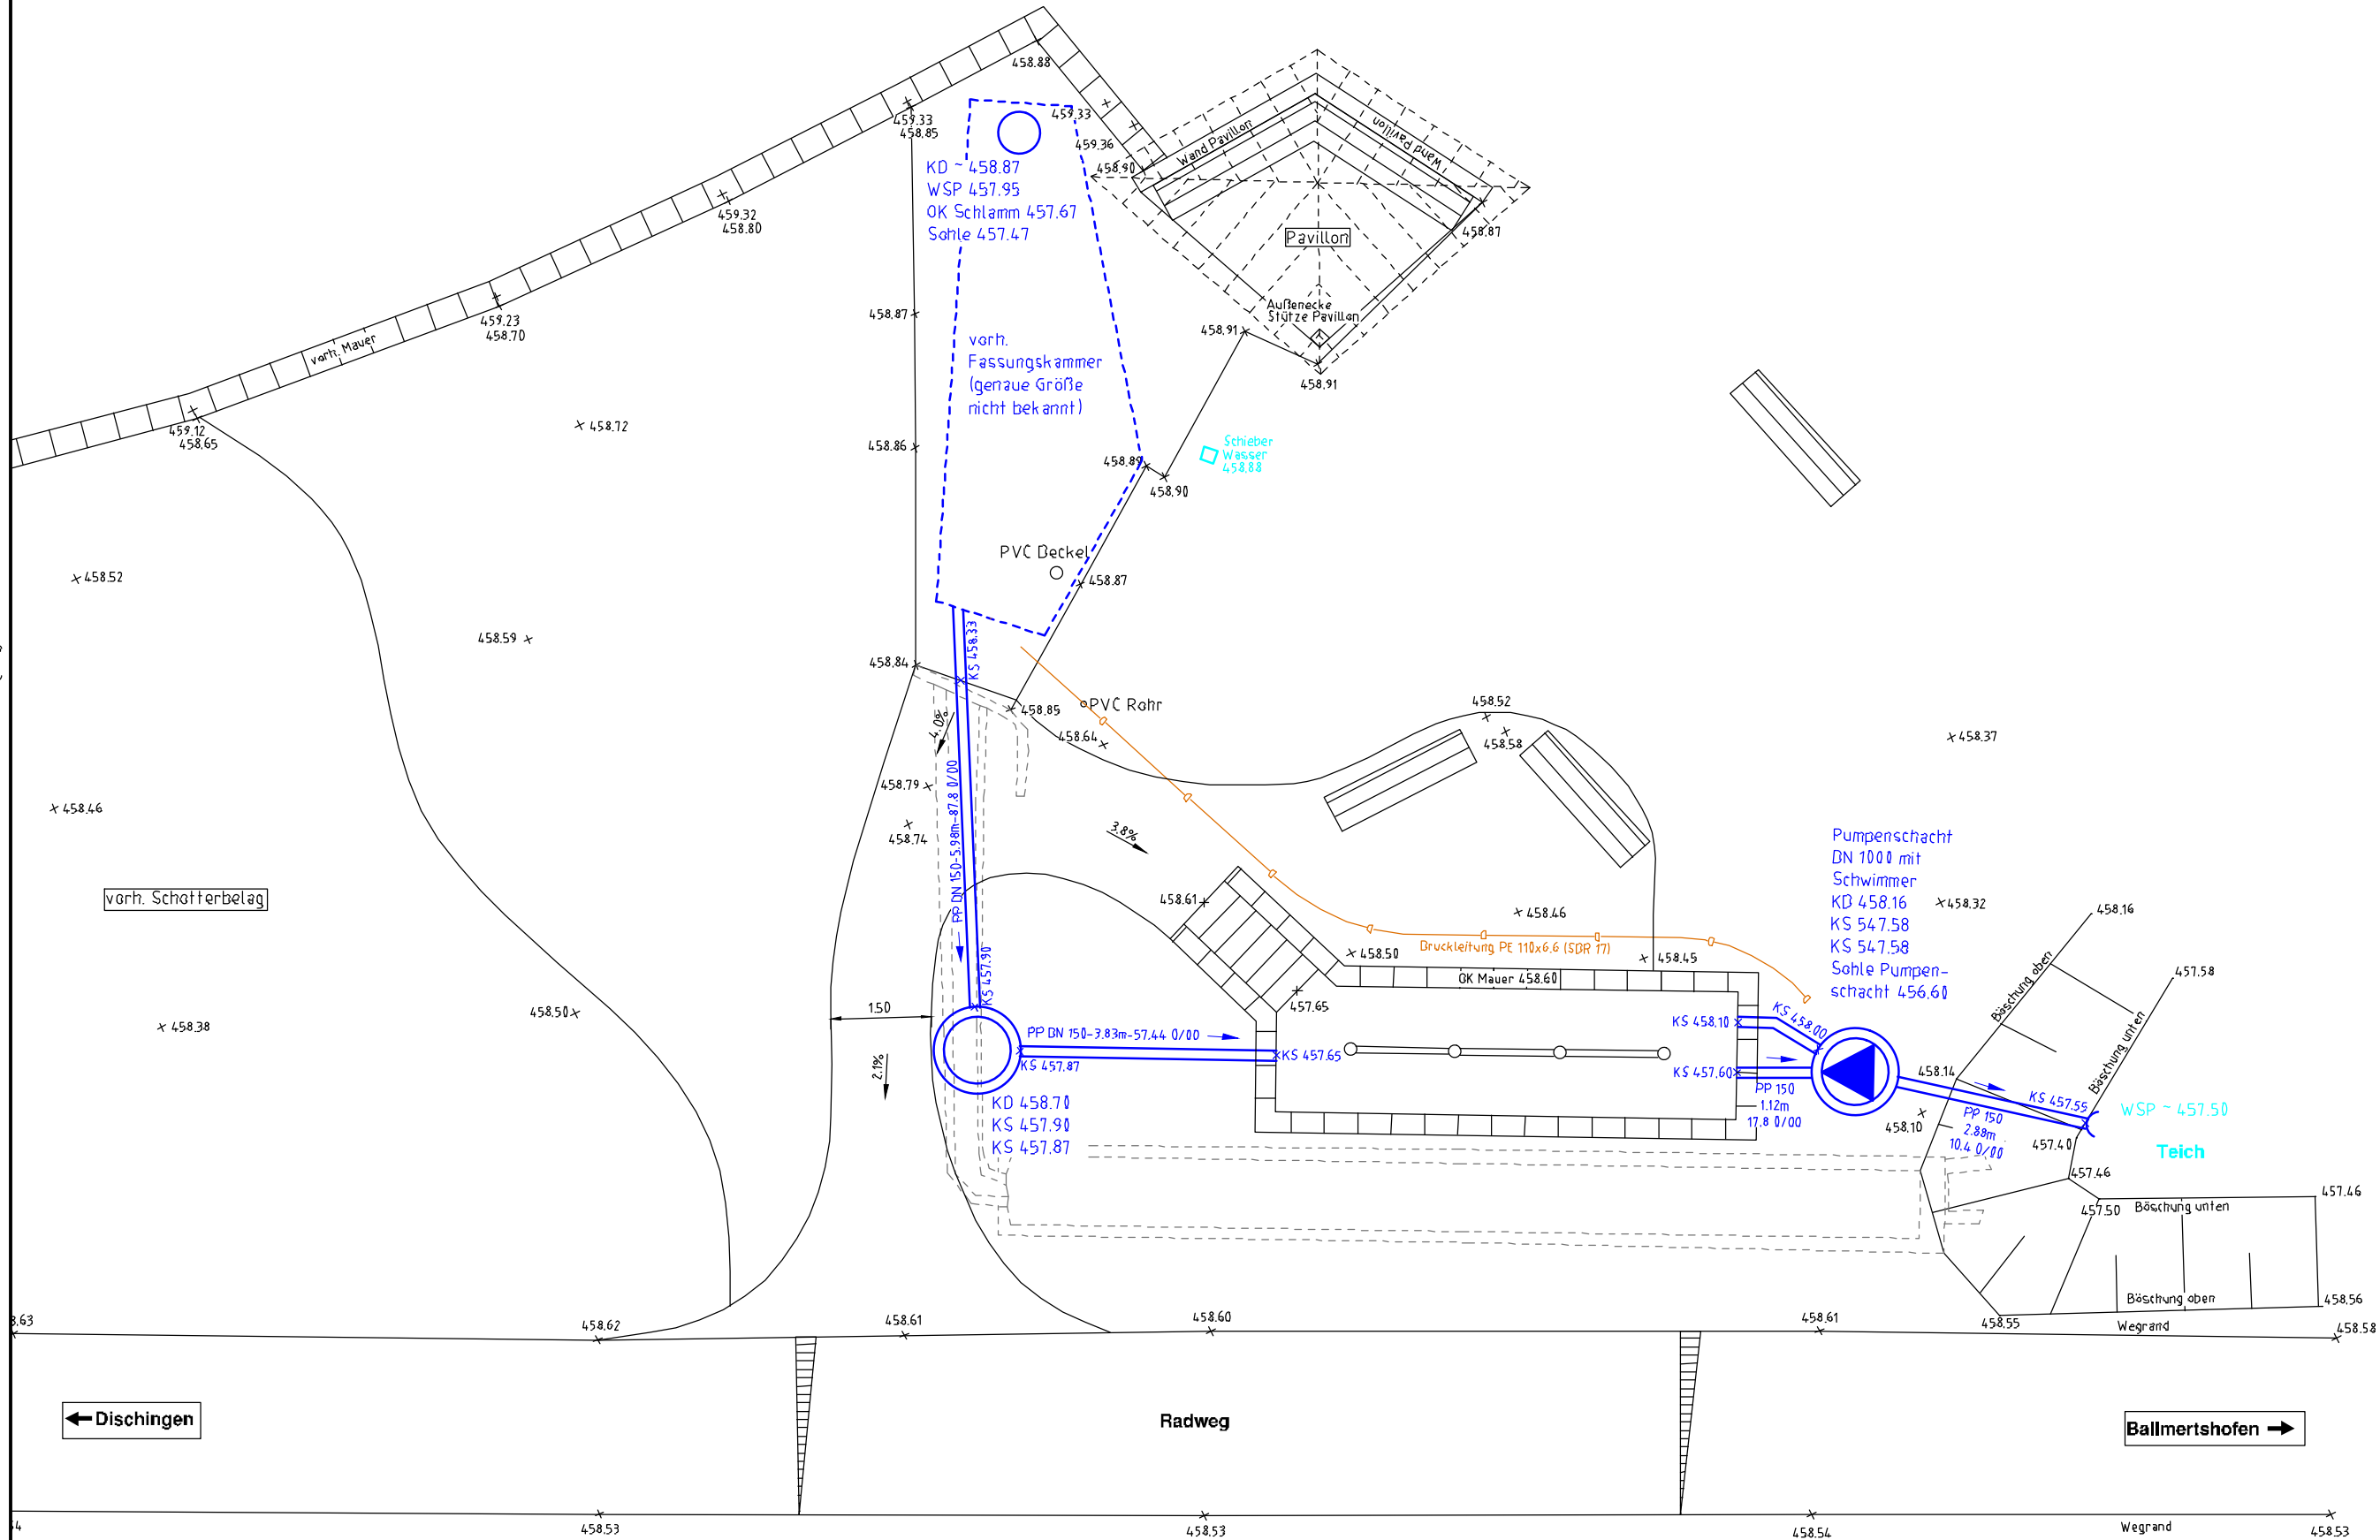 458.88
459.33
458.85
459.33
459.36
458.90
Wand Pavillon
Wand Pavillon
KD ~ 458.87
WSP 457.95
OK Schlamm 457.67
Sohle 457.47
459.32
458.80
Pavillon
458.87
459.23
458.70
vorh. Mauer
458.87
Außenecke
Stütze Pavillon
458.91
458.91
vorh.
Fassungskammer
(genaue Größe
nicht bekannt)
459.12
458.65
458.72
458.86
458.89
458.90
Schieber
Wasser
458.88
PVC Deckel
458.87
458.52
458.59
458.84
KS 458.33
458.85
PVC Rohr
458.64
4.0%
458.52
458.58
458.37
458.79
458.74
458.46
PP DN 150-5.98m-87.8 0/00
3.8%
Pumpenschacht
DN 1000 mit
Schwimmer
KD 458.16
KS 547.58
KS 547.58
Sohle Pumpen-
schacht 456.60
458.32
458.16
vorh. Schotterbelag
458.61
458.46
Druckleitung PE 110x6.6 (SDR 17)
458.50
458.45
OK Mauer 458.60
457.65
KS 457.90
Böschung oben
457.58
Böschung unten
458.38
458.50
1.50
2.1%
PP DN 150-3.83m-57.44 0/00
KS 457.87
KS 457.65
KS 458.10
KS 458.00
KS 457.60
PP 150
1.12m
17.8 0/00
458.14
458.10
KS 457.55
PP 150
2.88m
10.4 0/00
WSP ~ 457.50
Teich
457.40
KD 458.70
KS 457.90
KS 457.87
457.46
457.50
Böschung unten
457.46
Böschung oben
458.56
458.55
Wegrand
458.58
8.63
458.62
458.61
458.60
458.61
Dischingen
Radweg
Ballmertshofen
458.53
458.53
458.54
Wegrand
458.53